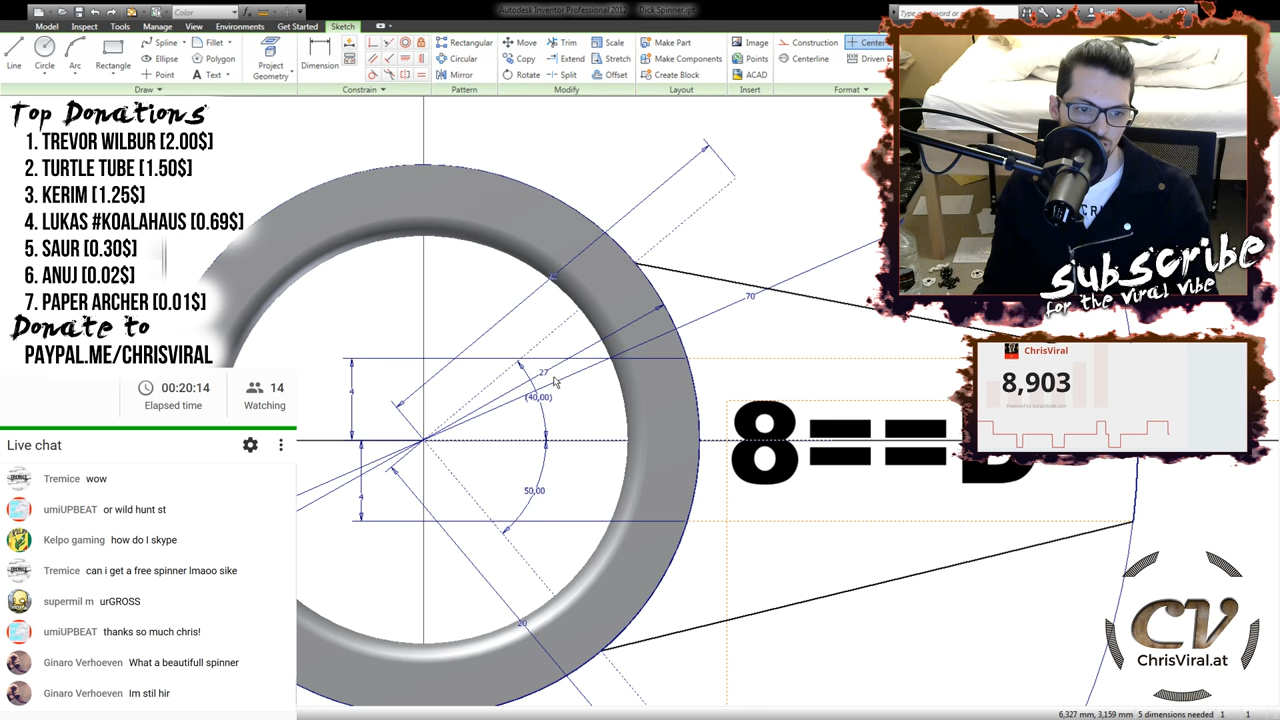 Autodesk Inventor Professional 2012 Dick Spinner.ipt
Color
Model Inspect Tools Manage View Environments Get Started Sketch
Line Circle Arc Rectangle
Spline Fillet
Ellipse Polygon
Point Text
Project Geometry
Dimension
Rectangular
Circular
Mirror
Move Trim Scale
Copy Extend Stretch
Rotate Split Offset
Make Part
Make Components
Create Block
Image
Points
ACAD
Construction
Centerline
Draw Constrain Pattern Modify Layout Insert Format
Top Donations
1. TREVOR WILBUR [2.00$]
2. TURTLE TUBE [1.50$]
3. KERIM [1.25$]
4. LUKAS #KOALAHAUS [0.69$]
5. SAUR [0.30$]
6. ANUJ [0.02$]
7. PAPER ARCHER [0.01$]
Donate to
PAYPAL.ME/CHRISVIRAL
00:20:14
Elapsed time
14
Watching
Live chat
Tremice wow
umiUPBEAT or wild hunt st
Kelpo gaming how do I skype
Tremice can i get a free spinner lmaoo sike
supermil m urGROSS
umiUPBEAT thanks so much chris!
Ginaro Verhoeven What a beautifull spinner
Ginaro Verhoeven Im stil hir
70
27
(40,00)
4
4
50,00
20
8==D
subscribe
for the viral vibe
ChrisViral
8,903
CV
ChrisViral.at
6,327 mm, 3,159 mm 5 dimensions needed 1 1